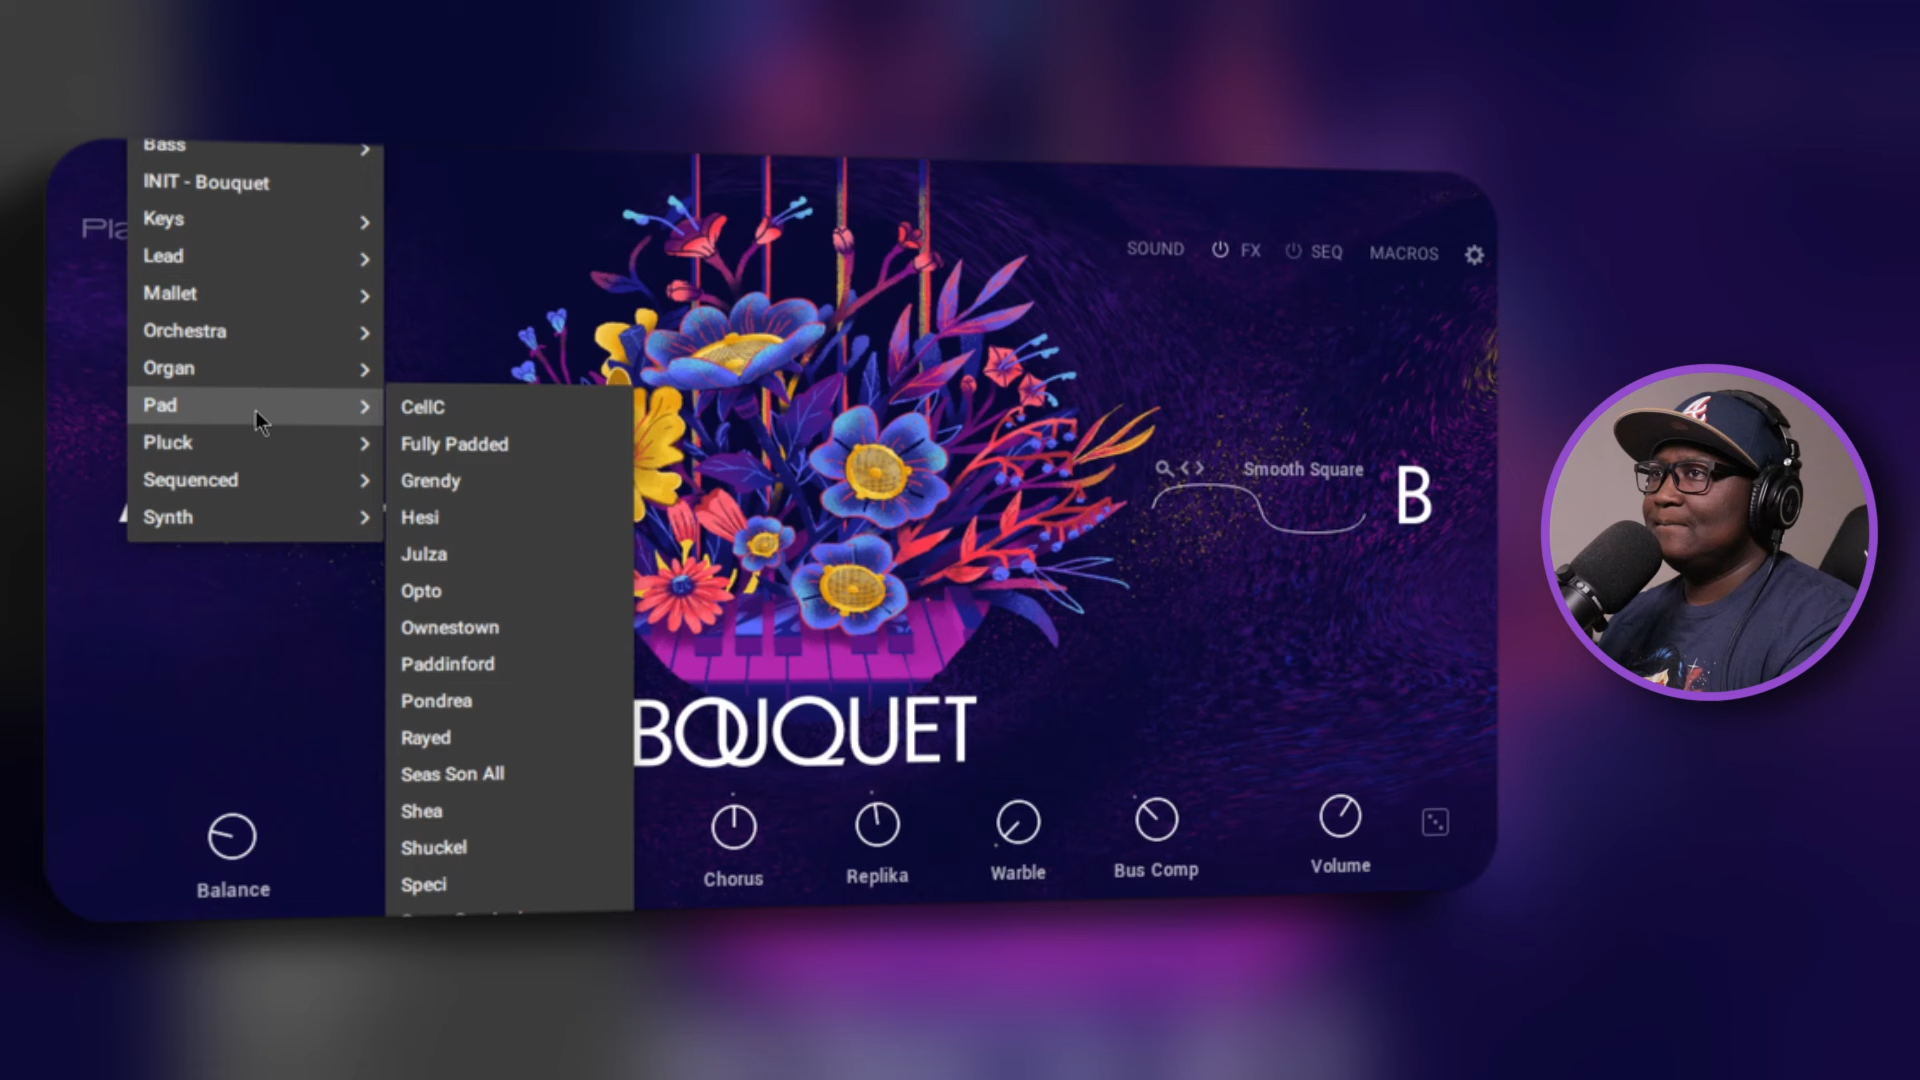 Bass
INIT - Bouquet
Keys
Lead
Mallet
Orchestra
Organ
Pad
Pluck
Sequenced
Synth
CellC
Fully Padded
Grendy
Hesi
Julza
Opto
Ownestown
Paddinford
Pondrea
Rayed
Seas Son All
Shea
Shuckel
Speci
Pla
SOUND FX SEQ MACROS
Smooth Square
B
BOUQUET
Balance
Chorus
Replika
Warble
Bus Comp
Volume